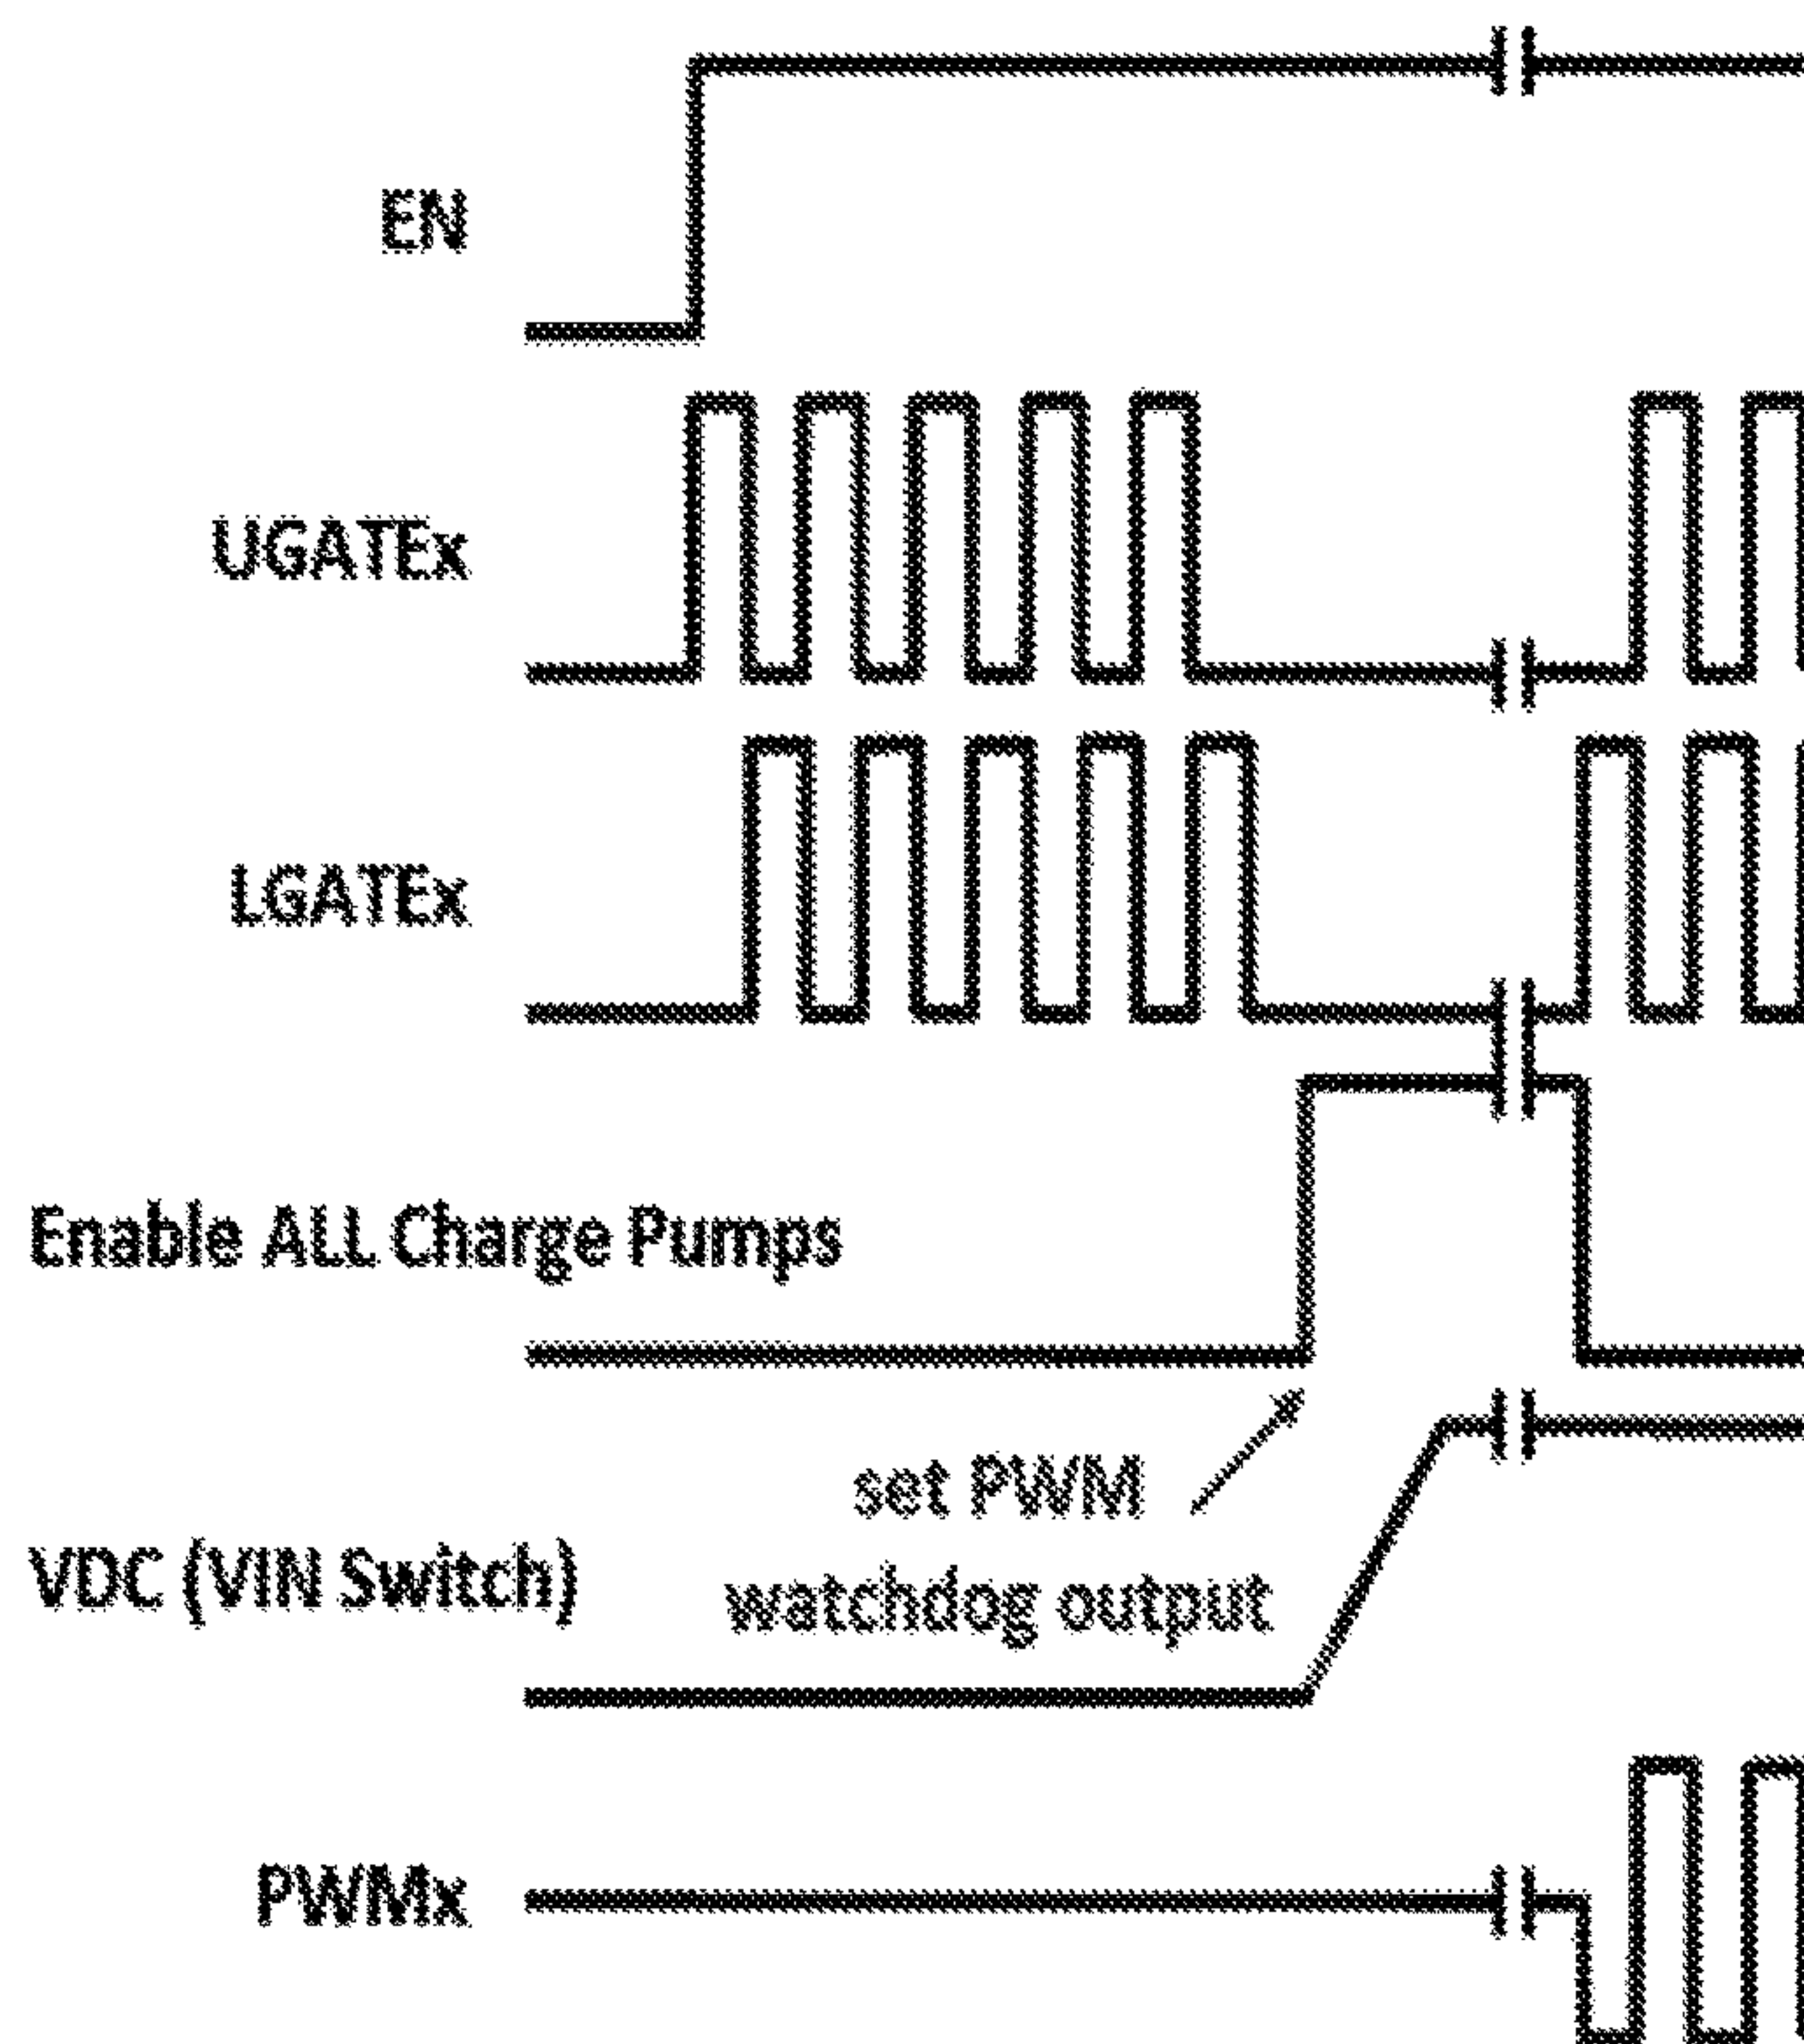 EN
UGATEx
LGATEx
Enable ALL Charge Pumps
set PWM
watchdog output
VDC (VIN Switch)
PWMx